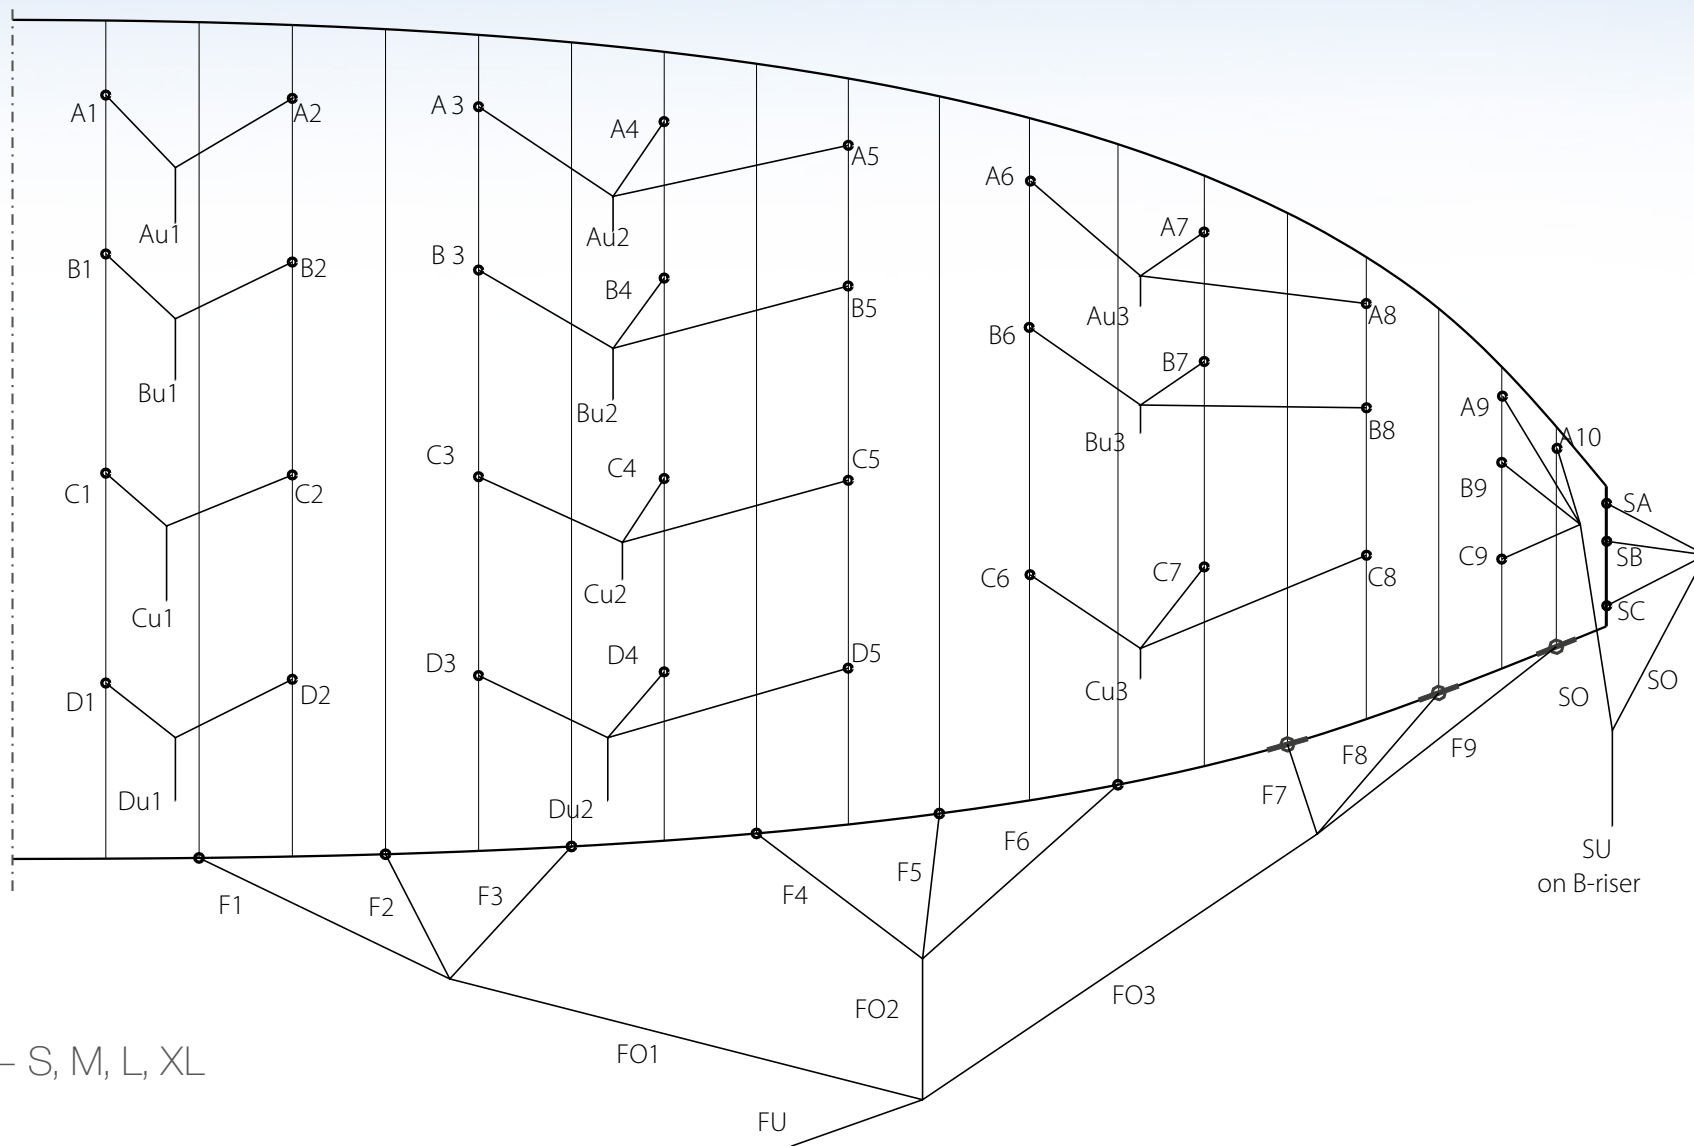 A1
A2
A 3
A4
A5
A6
A7
A8
A9
A10
Au1
Au2
Au3
B1
B2
B 3
B4
B5
B6
B7
B8
B9
Bu1
Bu2
Bu3
C1
C2
C3
C4
C5
C6
C7
C8
C9
Cu1
Cu2
Cu3
D1
D2
D3
D4
D5
Du1
Du2
SA
SB
SC
SO
SO
SU
on B-riser
F1
F2
F3
F4
F5
F6
F7
F8
F9
FO1
FO2
FO3
FU
– S, M, L, XL